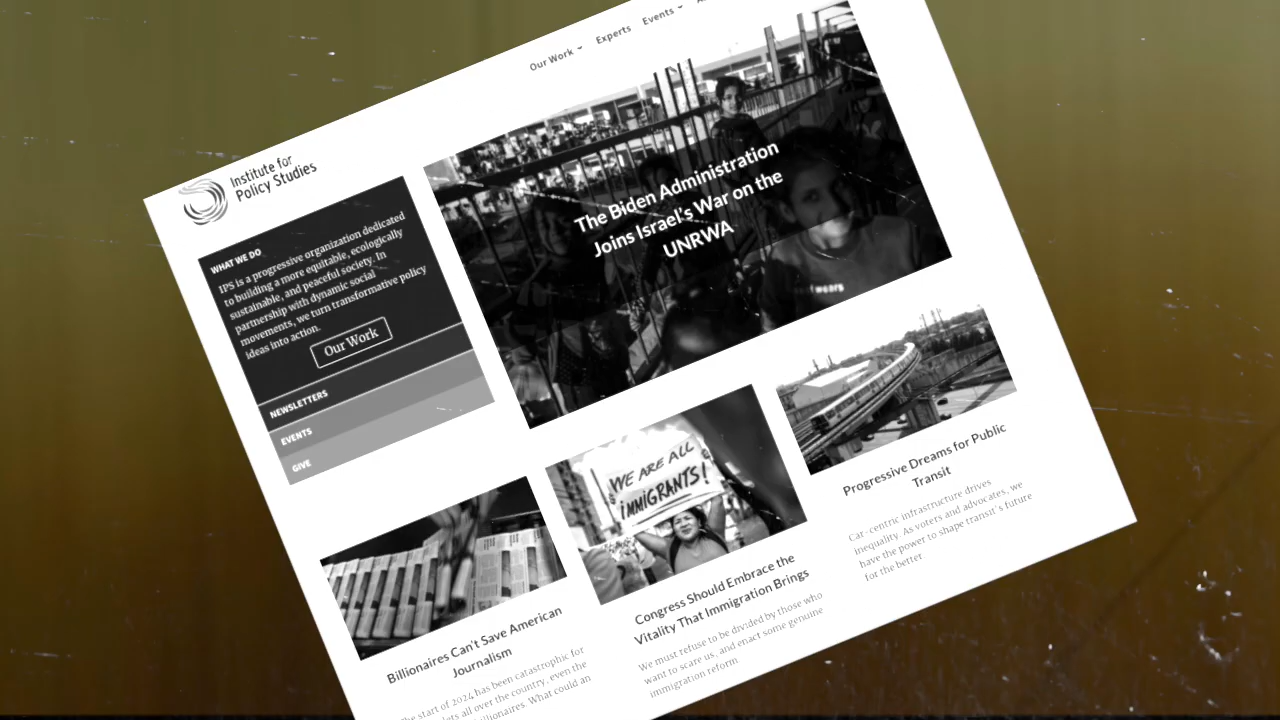 Our Work
Experts
Events
Institute for
Policy Studies
WHAT WE DO
IPS is a progressive organization dedicated
to building a more equitable, ecologically
sustainable, and peaceful society. In
partnership with dynamic social
movements, we turn transformative policy
ideas into action.
Our Work
NEWSLETTERS
EVENTS
GIVE
The Biden Administration
Joins Israel's War on the
UNRWA
WE ARE ALL
iMMIGRANTS!
Billionaires Can't Save American
Journalism
The start of 2024 has been catastrophic for
all over the country, even the
What could an
Congress Should Embrace the
Vitality That Immigration Brings
We must refuse to be divided by those who
want to scare us, and enact some genuine
immigration reform.
Progressive Dreams for Public
Transit
Car-centric infrastructure drives
inequality. As voters and advocates, we
have the power to shape transit's future
for the better.